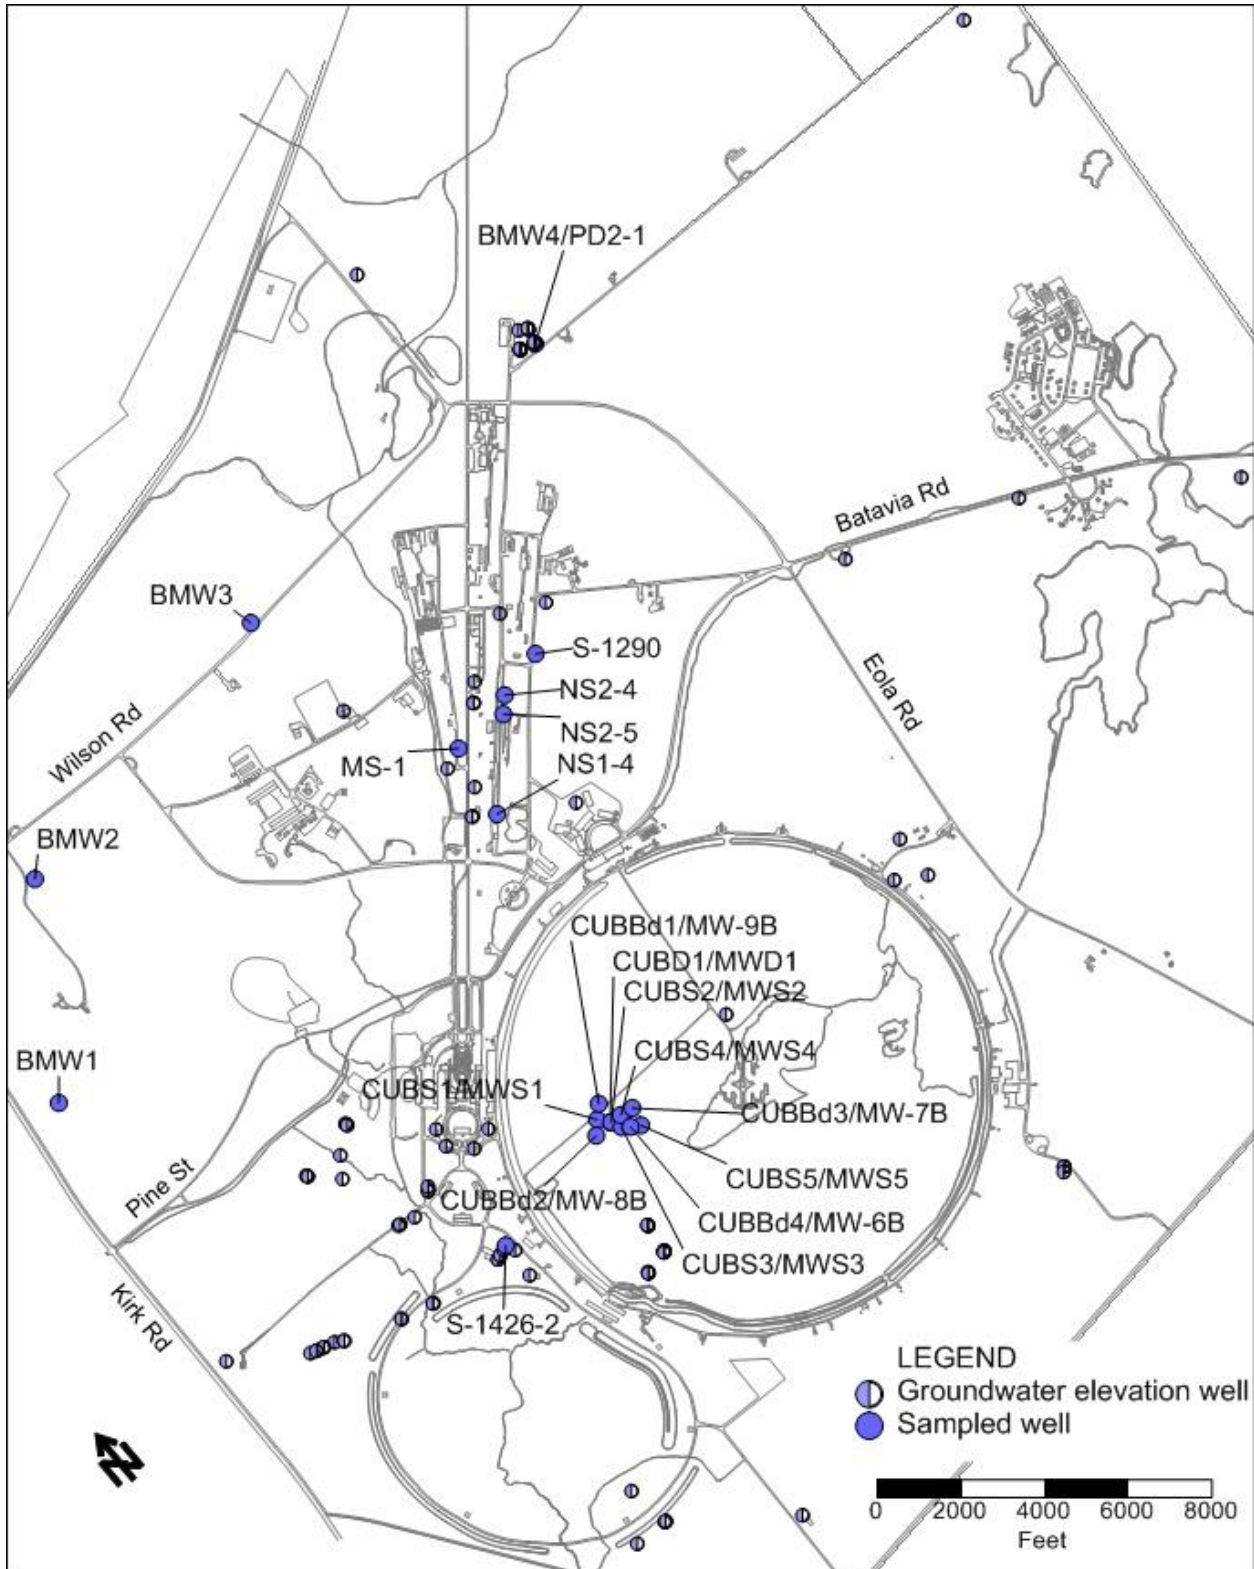 BMW4/PD2-1
Batavia Rd
BMW3
S-1290
Eola Rd
NS2-4
NS2-5
Wilson Rd
MS-1
NS1-4
BMW2
CUBBd1/MW-9B
CUBD1/MWD1
CUBS2/MWS2
CUBS4/MWS4
BMW1
CUBS1/MWS1
CUBBd3/MW-7B
Pine St
CUBS5/MWS5
CUBBd2/MW-8B
CUBBd4/MW-6B
CUBS3/MWS3
Kirk Rd
S-1426-2
LEGEND
Groundwater elevation well
Sampled well
N
0 2000 4000 6000 8000
Feet